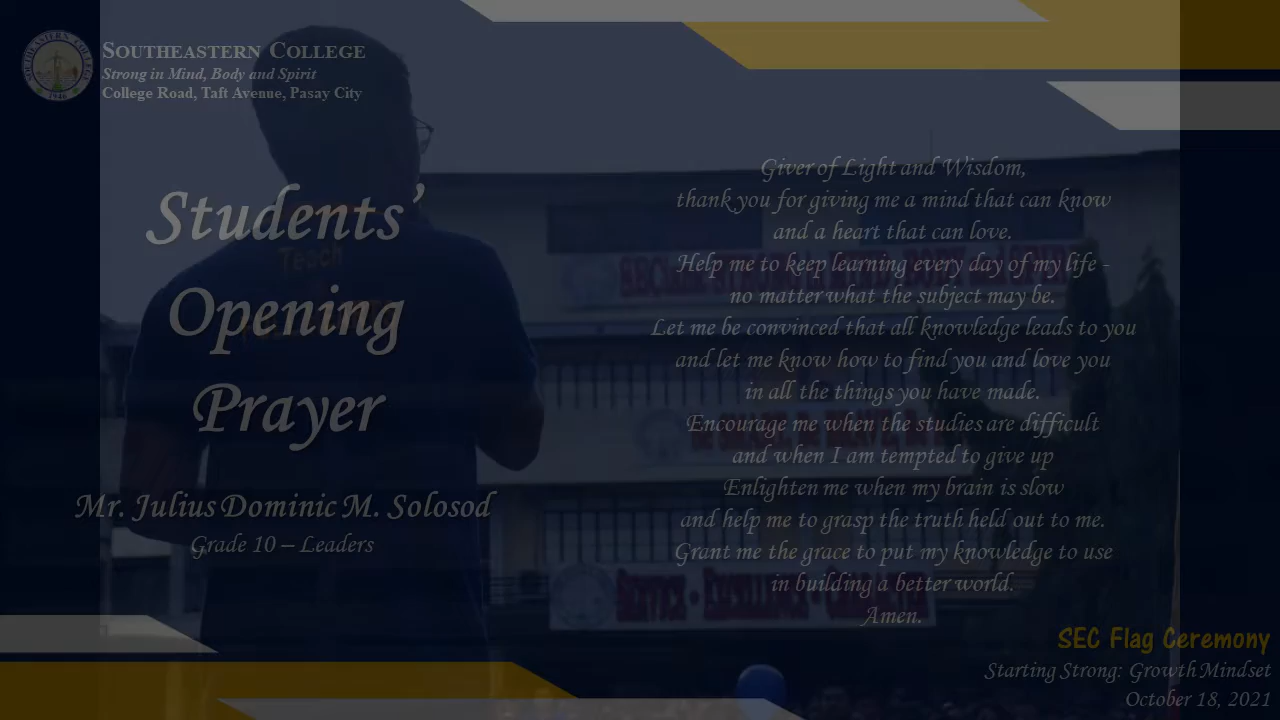 SOUTHEASTERN COLLEGE
Strong in Mind, Body and Spirit
College Road, Taft Avenue, Pasay City
Students’
Opening
Prayer
Mr. Julius Dominic M. Solosod
Grade 10 – Leaders
Giver of Light and Wisdom,
thank you for giving me a mind that can know
and a heart that can love.
Help me to keep learning every day of my life -
no matter what the subject may be.
Let me be convinced that all knowledge leads to you
and let me know how to find you and love you
in all the things you have made.
Encourage me when the studies are difficult
and when I am tempted to give up
Enlighten me when my brain is slow
and help me to grasp the truth held out to me.
Grant me the grace to put my knowledge to use
in building a better world.
Amen.
SEC Flag Ceremony
Starting Strong: Growth Mindset
October 18, 2021
Teach